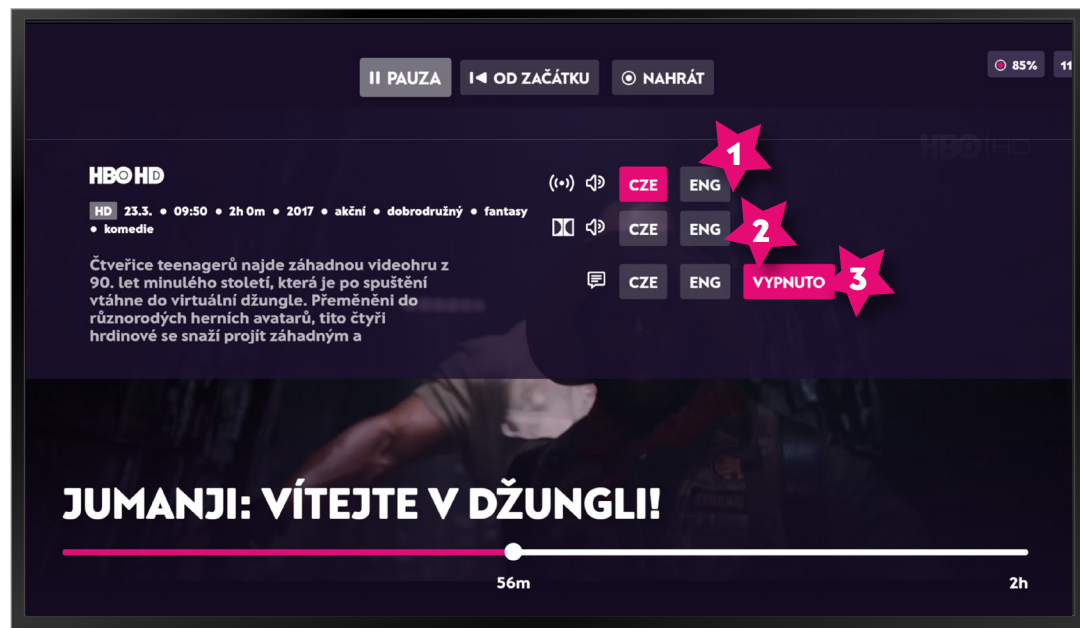 PAUZA
OD ZAČÁTKU
NAHRÁT
85%
11
HBO HD
HBO HD
HD 23.3. • 09:50 • 2h 0m • 2017 • akční • dobrodružný • fantasy
• komedie
Čtveřice teenagerů najde záhadnou videohru z
90. let minulého století, která je po spuštění
vtáhne do virtuální džungle. Přeměněni do
různorodých herních avatarů, tito čtyři
hrdinové se snaží projít záhadným a
CZE ENG 1
CZE ENG 2
CZE ENG VYPNUTO 3
JUMANJI: VÍTEJTE V DŽUNGLI!
56m
2h